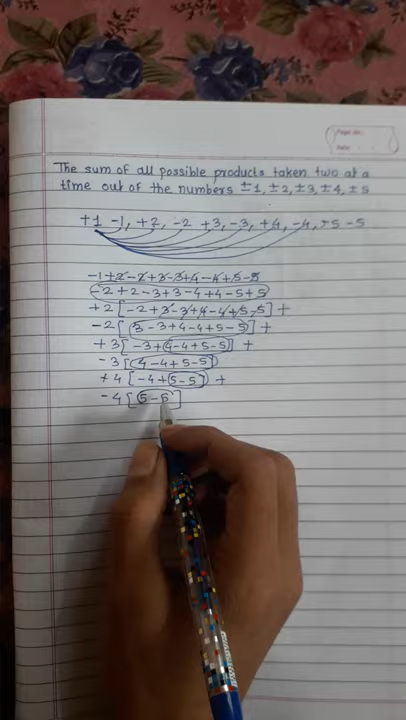 Page No:
Date:
The sum of all possible products taken two at a
time out of the numbers ±1, ±2, ±3, ±4, ±5
+1 -1, +2, -2 +3, -3, +4, -4, +5 -5
-1+2-2+3-3+4-4+5-5
-2+2-3+3-4+4-5+5
+2[-2+3-3+4-4+5-5]+
-2[3-3+4-4+5-5]+
+3[-3+4-4+5-5] +
-3[4-4+5-5]
+4[-4+5-5] +
-4[5-5]